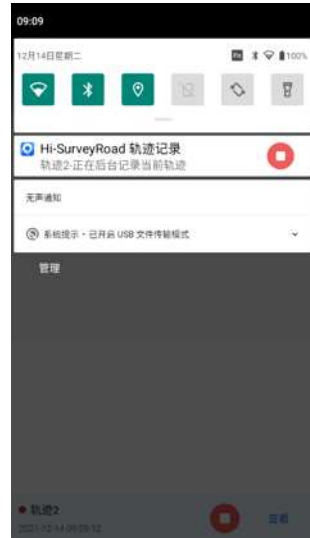 09:09
12月14日星期二
100%
Hi-SurveyRoad 轨迹记录
轨迹2-正在后台记录当前轨迹
无声通知
系统提示 · 已开启 USB 文件传输模式
管理
轨迹2
2021-12-14 09:09:12
查看